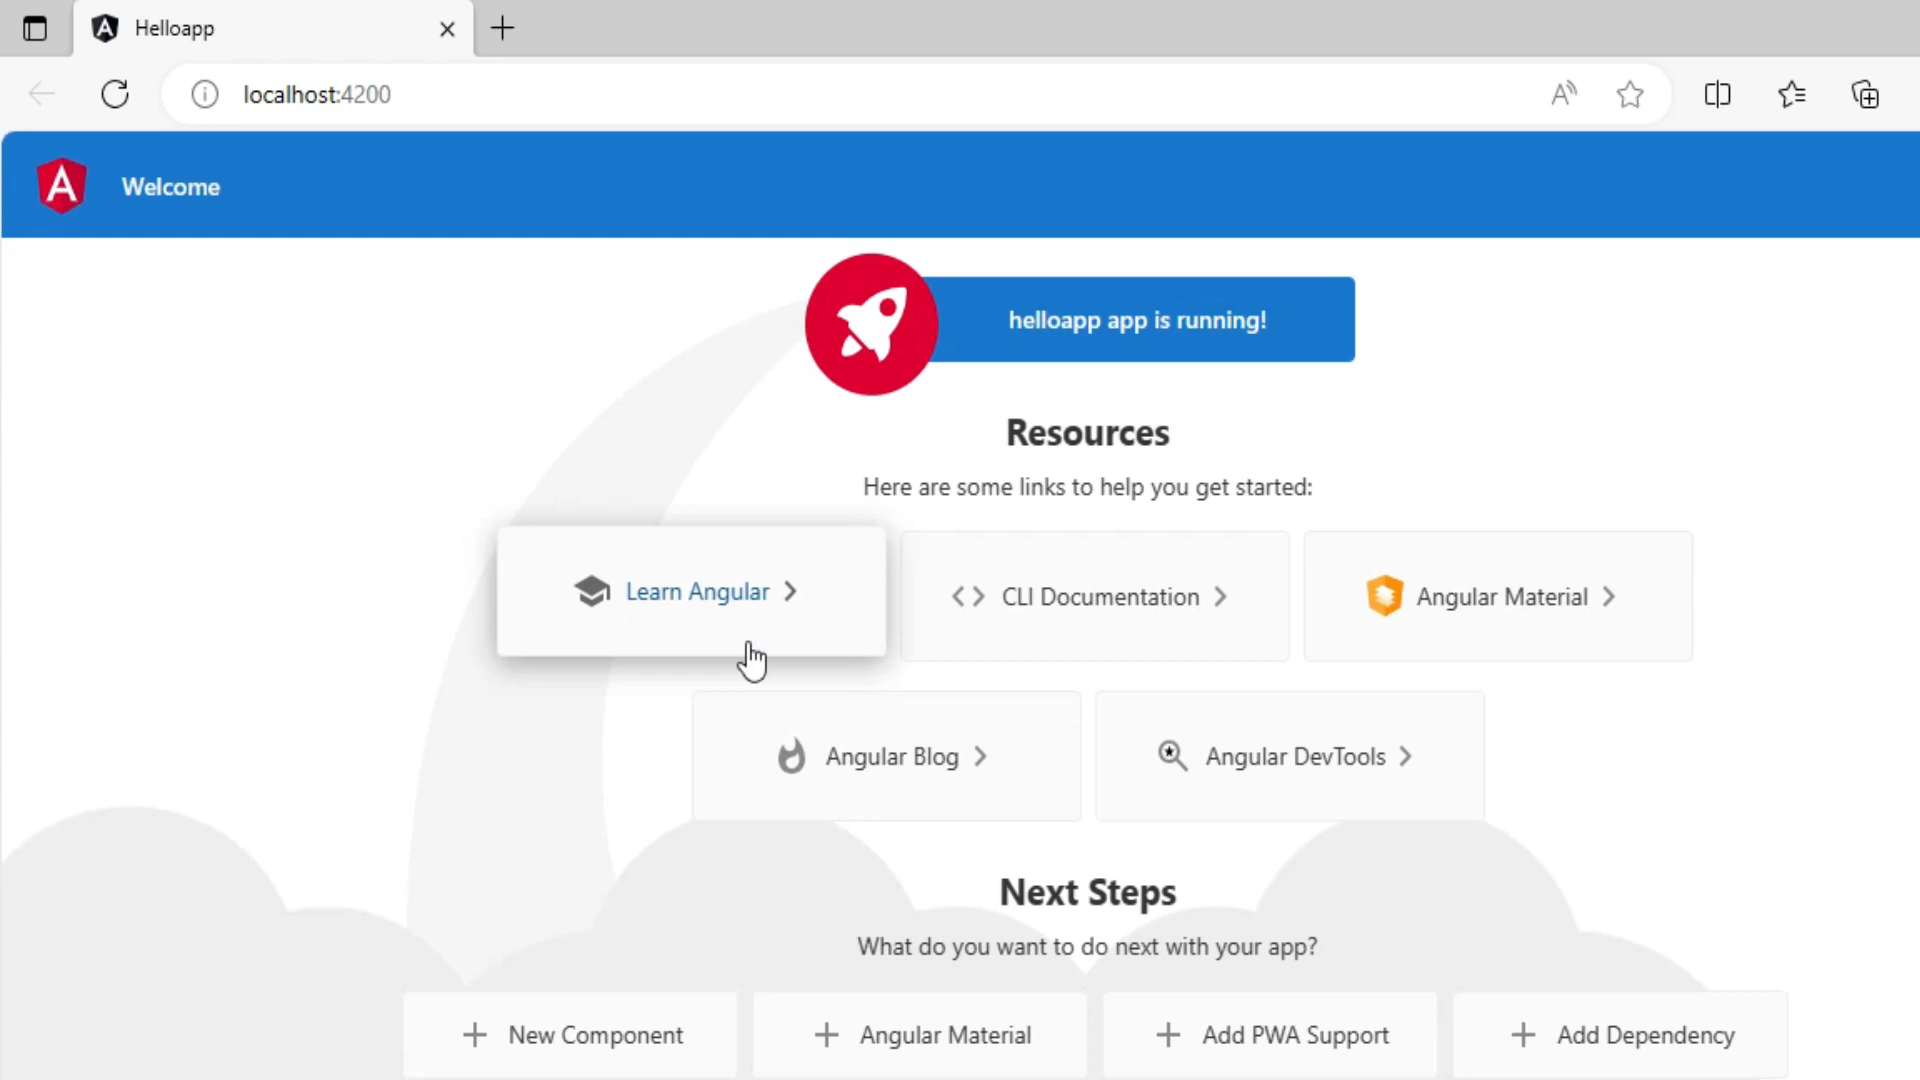 Helloapp
localhost:4200
Welcome
helloapp app is running!
Resources
Here are some links to help you get started:
Learn Angular
CLI Documentation
Angular Material
Angular Blog
Angular DevTools
Next Steps
What do you want to do next with your app?
New Component
Angular Material
Add PWA Support
Add Dependency